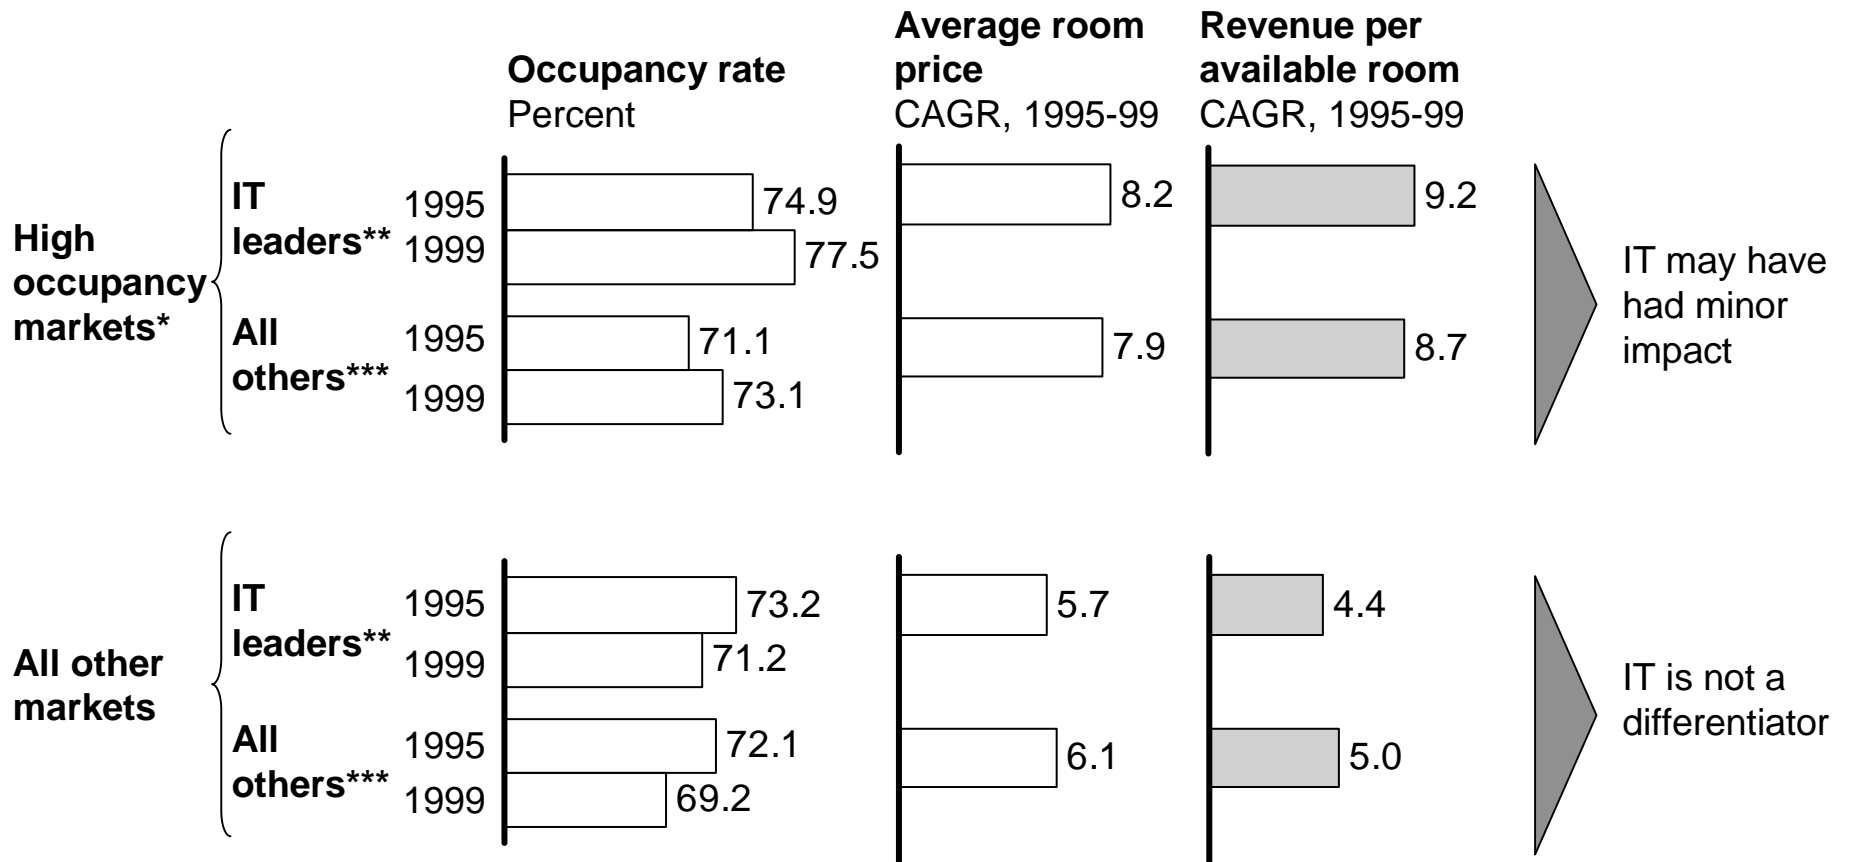 Occupancy rate
Percent
Average room
price
CAGR, 1995-99
Revenue per
available room
CAGR, 1995-99
High
occupancy
markets*
IT
leaders**
1995
74.9
1999
77.5
8.2
9.2
All
others***
1995
71.1
1999
73.1
7.9
8.7
IT may have
had minor
impact
All other
markets
IT
leaders**
1995
73.2
1999
71.2
5.7
4.4
All
others***
1995
72.1
1999
69.2
6.1
5.0
IT is not a
differentiator